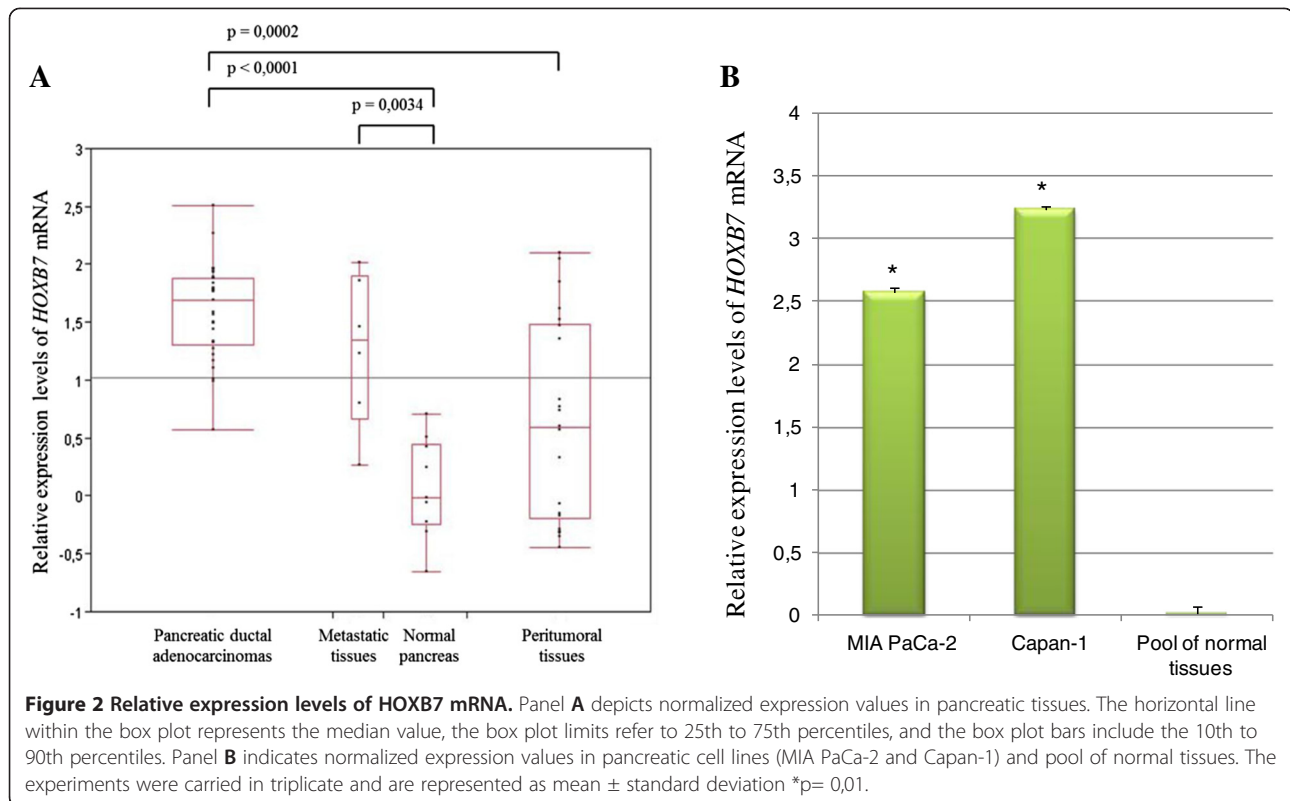 A
p = 0,0002
p < 0,0001
p = 0,0034
Relative expression levels of HOXB7 mRNA
3
2,5
2
1,5
1
0,5
0
-0,5
-1
Pancreatic ductal
adenocarcinomas
Metastatic
tissues
Normal
pancreas
Peritumoral
tissues
B
Relative expression levels of HOXB7 mRNA
4
3,5
3
2,5
2
1,5
1
0,5
0
*
*
MIA PaCa-2
Capan-1
Pool of normal
tissues
Figure 2 Relative expression levels of HOXB7 mRNA. Panel A depicts normalized expression values in pancreatic tissues. The horizontal line
within the box plot represents the median value, the box plot limits refer to 25th to 75th percentiles, and the box plot bars include the 10th to
90th percentiles. Panel B indicates normalized expression values in pancreatic cell lines (MIA PaCa-2 and Capan-1) and pool of normal tissues. The
experiments were carried in triplicate and are represented as mean ± standard deviation *p= 0,01.